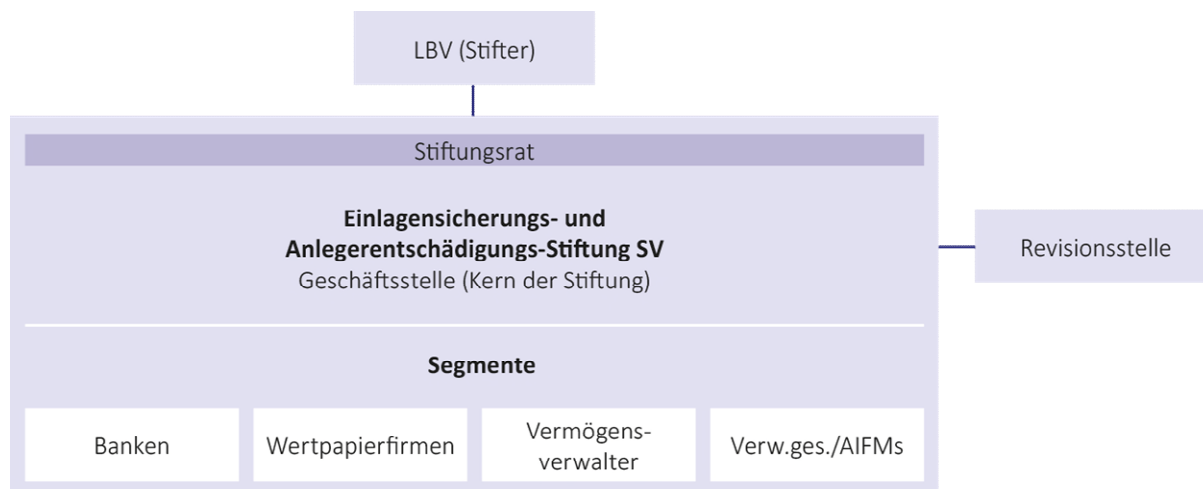 LBV (Stifter)
Stiftungsrat
Einlagensicherungs- und
Anlegerentschädigungs-Stiftung SV
Geschäftsstelle (Kern der Stiftung)
Revisionsstelle
Segmente
Banken
Wertpapierfirmen
Vermögens-
verwalter
Verw.ges./AIFMs